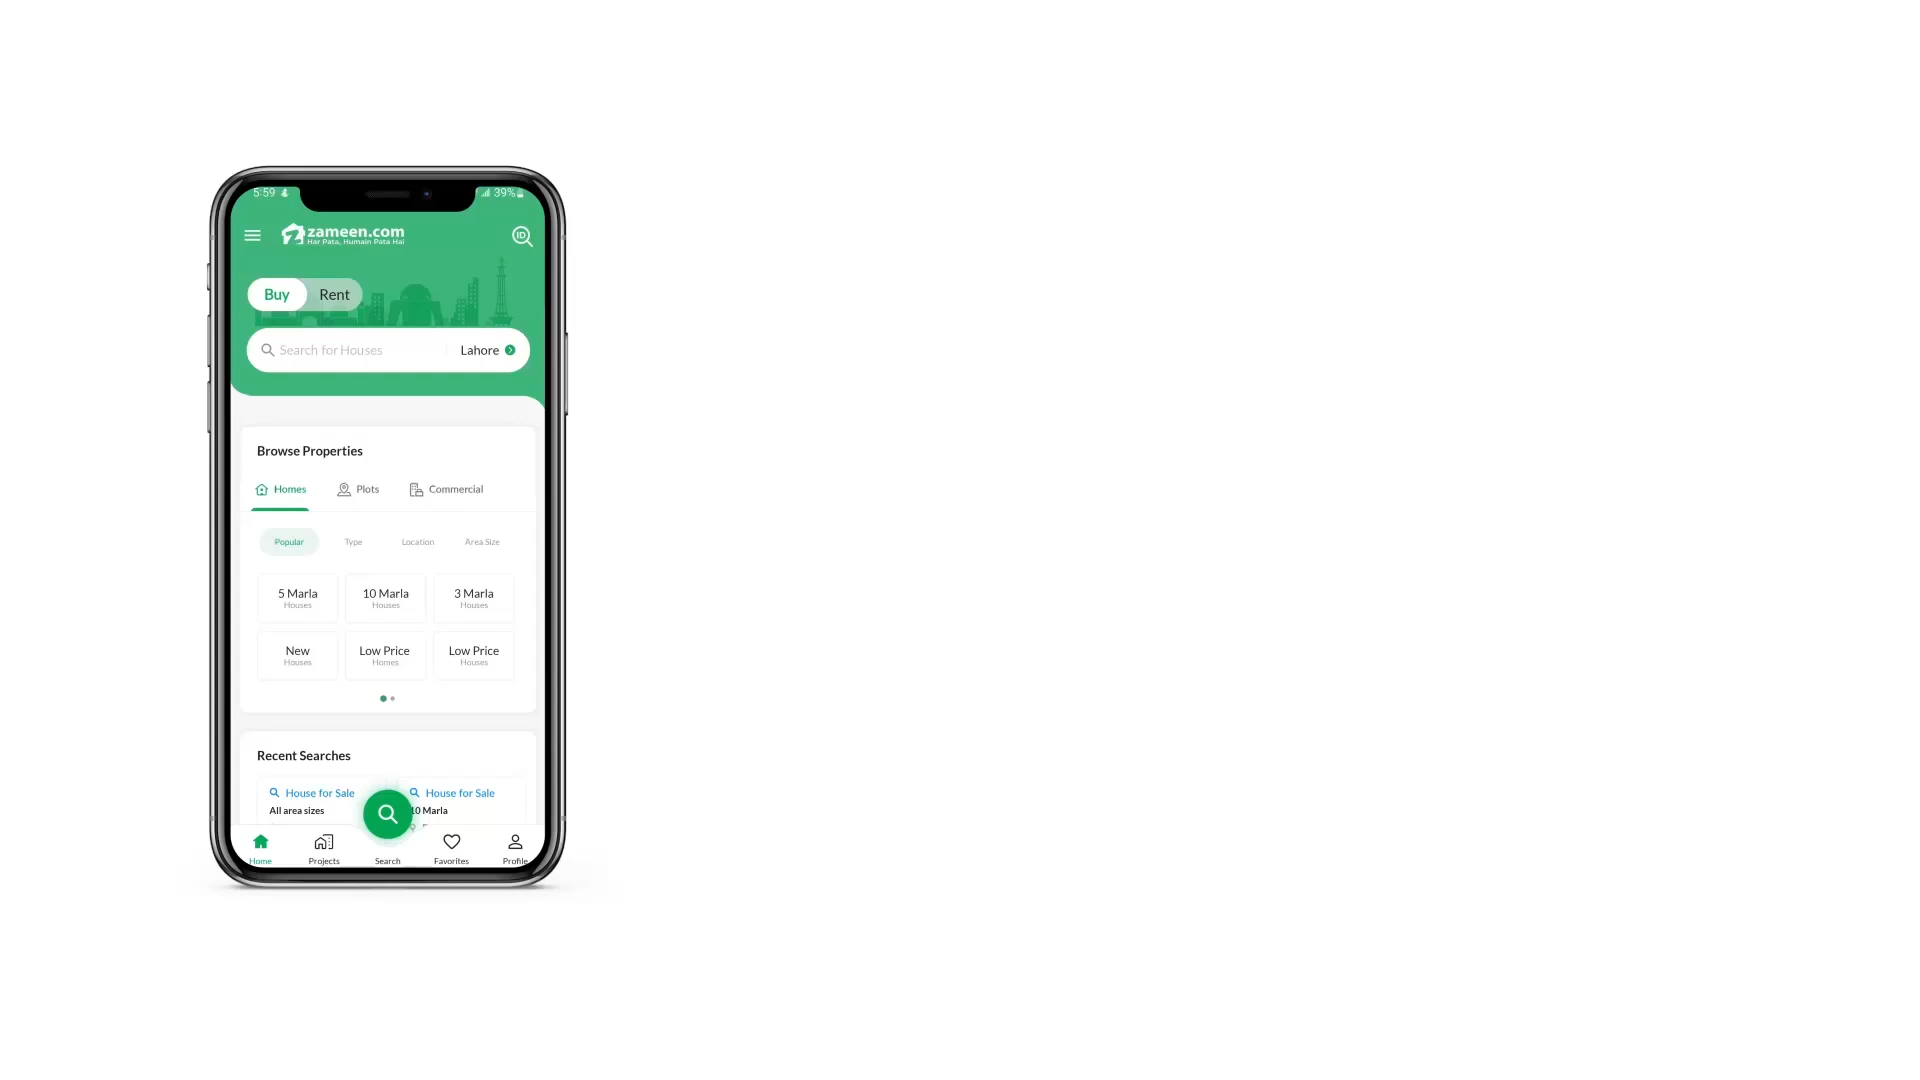 5:59
39%
zameen.com
Har Pata, Humain Pata Hai
ID
Buy Rent
Search for Houses Lahore
Browse Properties
Homes Plots Commercial
Popular Type Location Area Size
5 Marla 10 Marla 3 Marla
Houses Houses Houses
New Low Price Low Price
Houses Homes Houses
Recent Searches
House for Sale House for Sale
All area sizes 10 Marla
Home Projects Search Favorites Profile